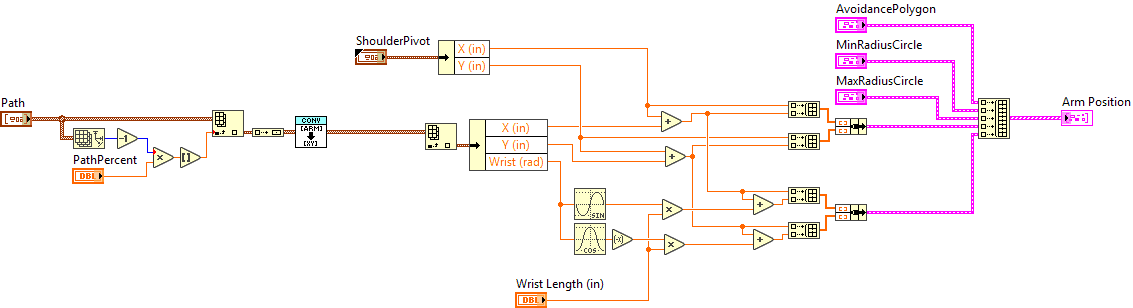 AvoidancePolygon
ShoulderPivot
X (in)
Y (in)
MinRadiusCircle
MaxRadiusCircle
Path
Arm Position
CONV
[ARM]
[XY]
X (in)
Y (in)
Wrist (rad)
PathPercent
DBL
SIN
COS
Wrist Length (in)
DBL